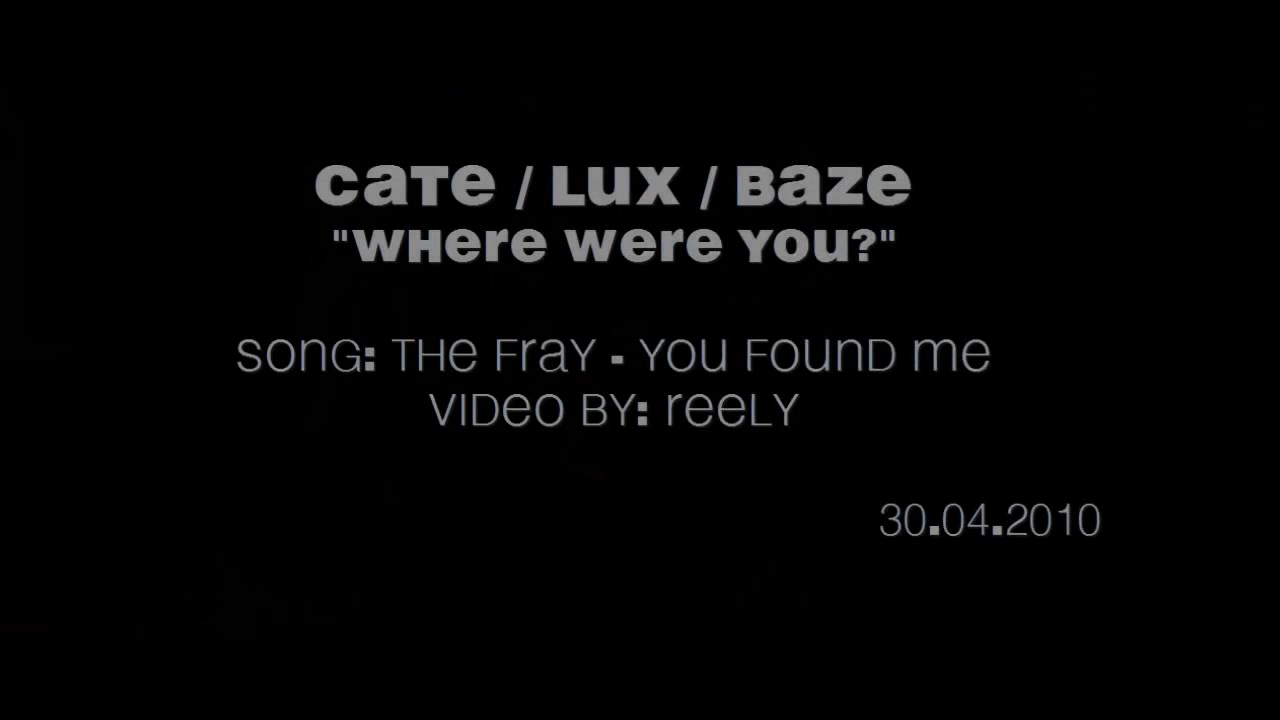 CaTe / Lux / Baze
"WHere were You?"
sonG: THe FraY - You FounD me
VIDeo BY: reeLY
30.04.2010